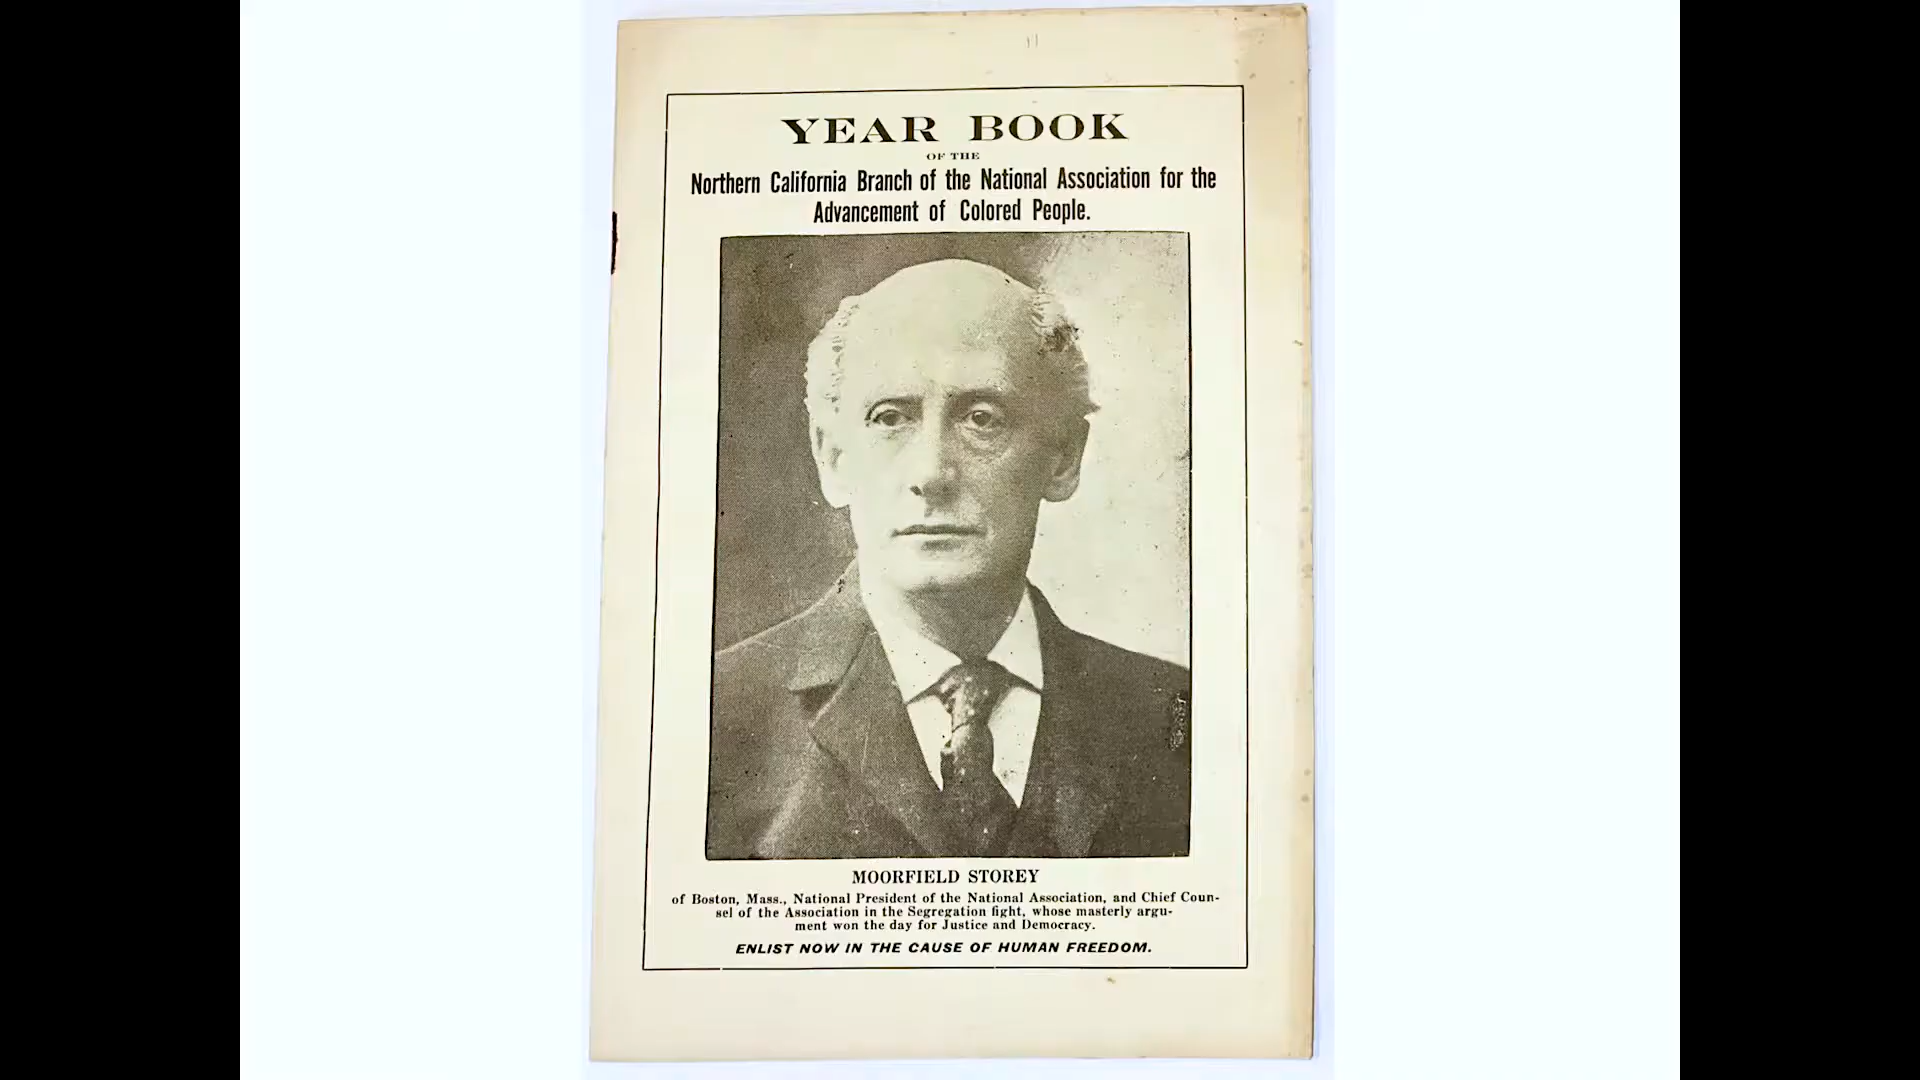 YEAR BOOK
OF THE
Northern California Branch of the National Association for the
Advancement of Colored People.
MOORFIELD STOREY
of Boston, Mass., National President of the National Association, and Chief Coun-
sel of the Association in the Segregation fight, whose masterly argu-
ment won the day for Justice and Democracy.
ENLIST NOW IN THE CAUSE OF HUMAN FREEDOM.